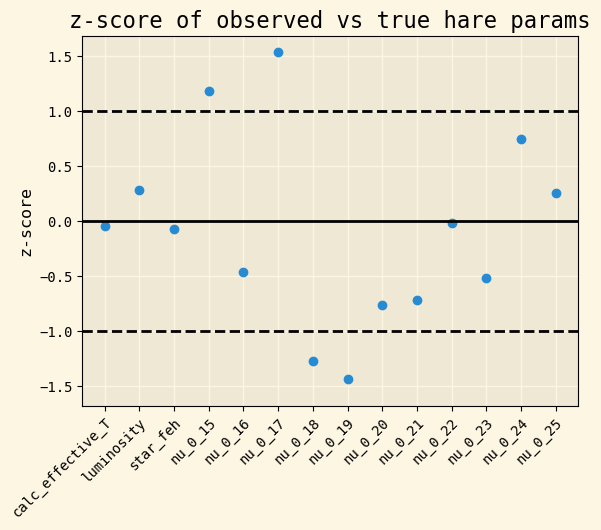 z-score of observed vs true hare params
z-score
1.5
1.0
0.5
0.0
−0.5
−1.0
−1.5
calc_effective_T
luminosity
star_feh
nu_0_15
nu_0_16
nu_0_17
nu_0_18
nu_0_19
nu_0_20
nu_0_21
nu_0_22
nu_0_23
nu_0_24
nu_0_25